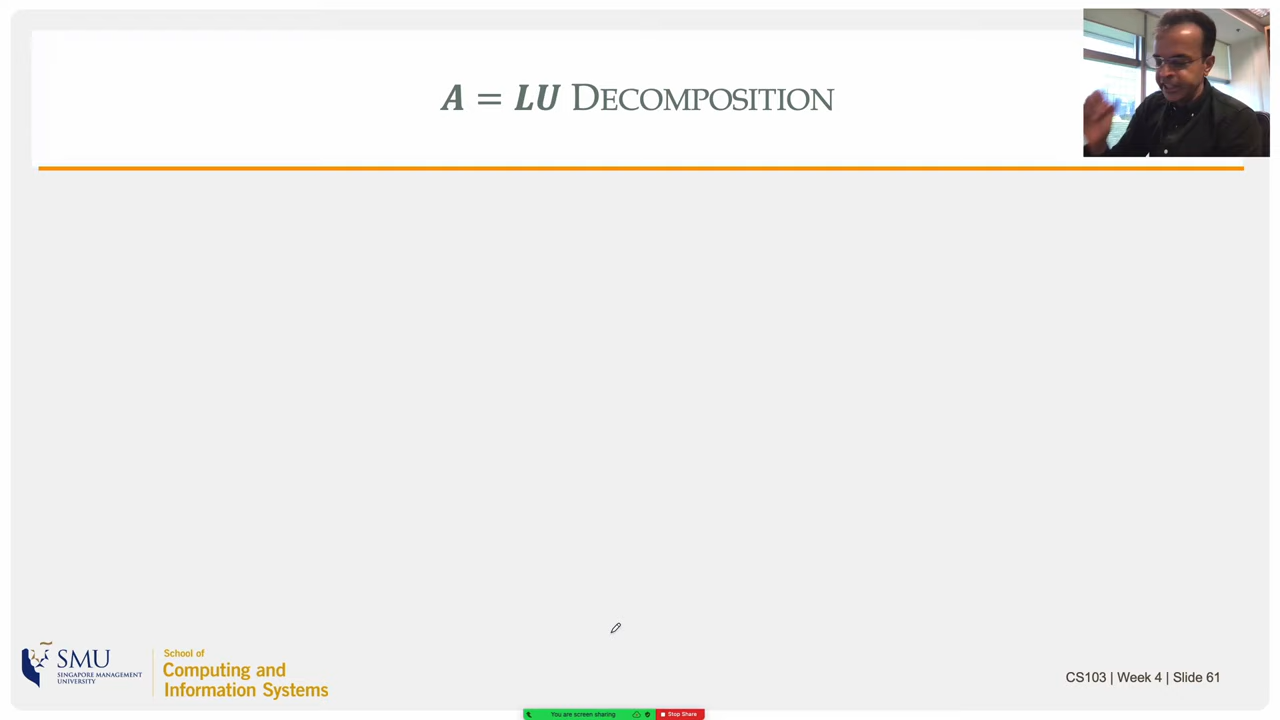 A = LU DECOMPOSITION
SMU
SINGAPORE MANAGEMENT
UNIVERSITY
School of
Computing and
Information Systems
CS103 | Week 4 | Slide 61
You are screen sharing
Stop Share